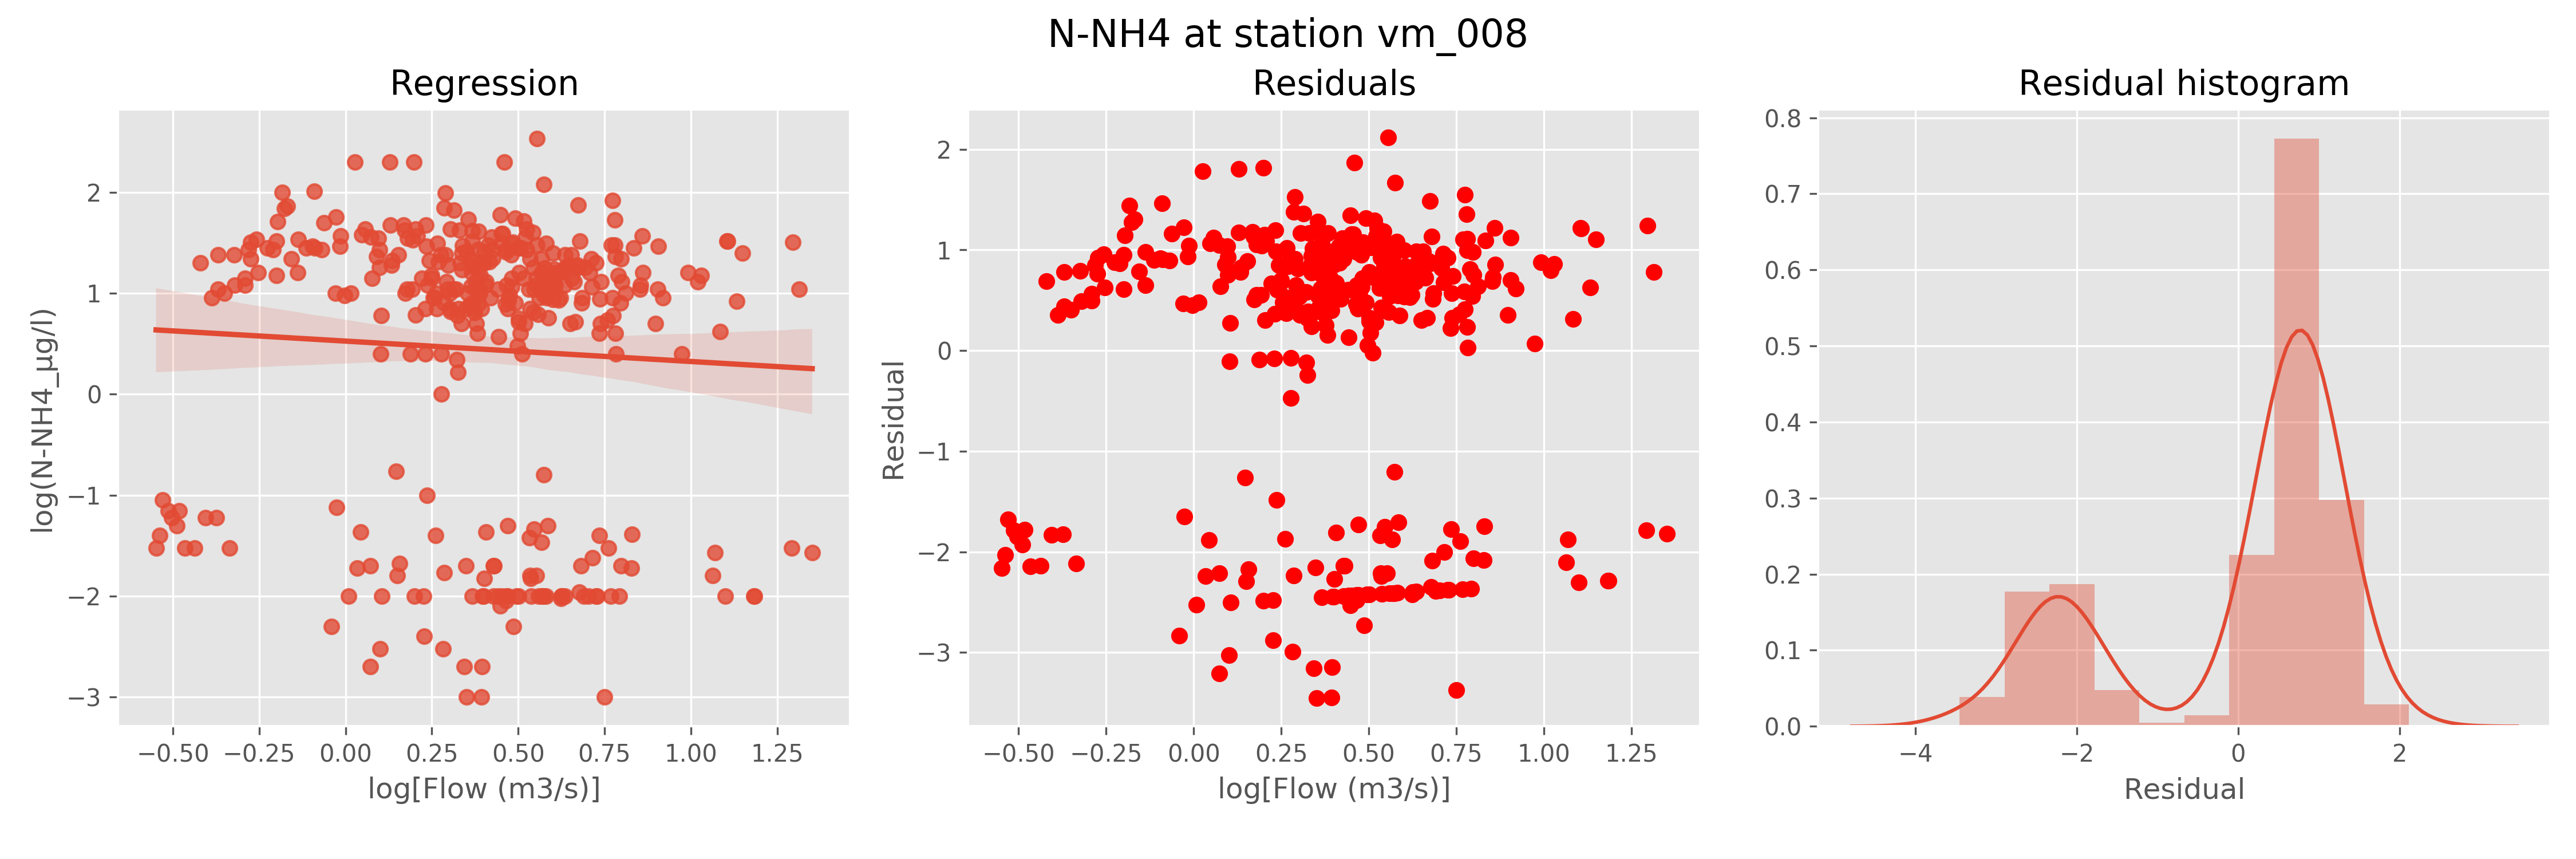 N-NH4 at station vm_008
Regression
Residuals
Residual histogram
log(N-NH4_µg/l)
2
1
0
−1
−2
−3
−0.50 −0.25 0.00 0.25 0.50 0.75 1.00 1.25
log[Flow (m3/s)]
Residual
2
1
0
−1
−2
−3
−0.50 −0.25 0.00 0.25 0.50 0.75 1.00 1.25
log[Flow (m3/s)]
0.8
0.7
0.6
0.5
0.4
0.3
0.2
0.1
0.0
−4 −2 0 2
Residual